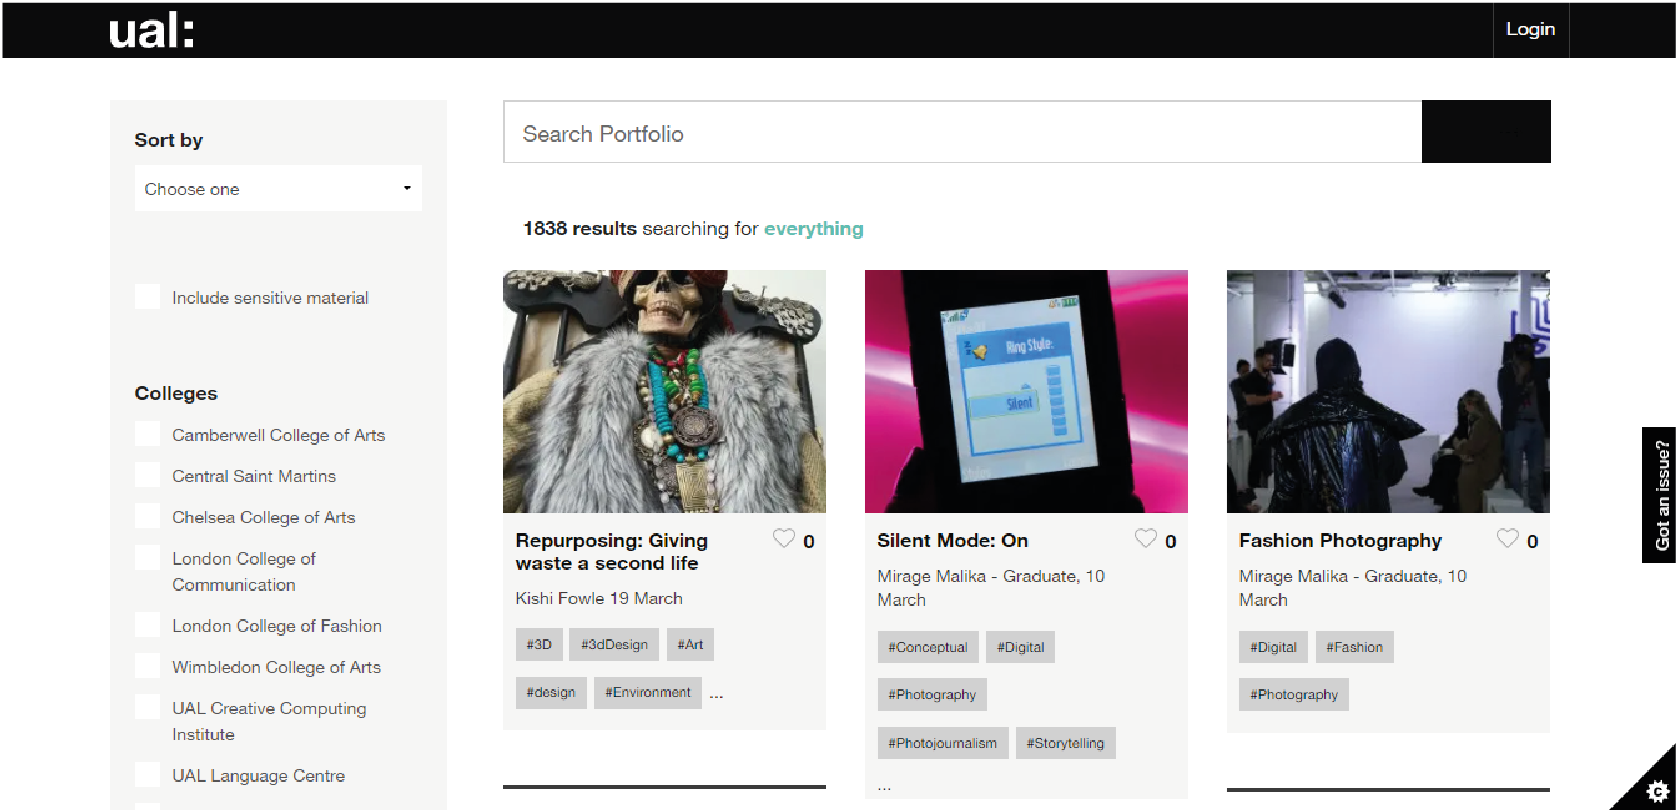 ual:
Login
Sort by
Choose one
Include sensitive material
Colleges
Camberwell College of Arts
Central Saint Martins
Chelsea College of Arts
London College of
Communication
London College of Fashion
Wimbledon College of Arts
UAL Creative Computing
Institute
UAL Language Centre
Search Portfolio
1838 results searching for everything
Repurposing: Giving
waste a second life
0
Kishi Fowle 19 March
#3D #3dDesign #Art
#design #Environment ...
Ring Style:
Silent
Silent Mode: On
0
Mirage Malika - Graduate, 10
March
#Conceptual #Digital
#Photography
#Photojournalism #Storytelling
...
Fashion Photography
0
Mirage Malika - Graduate, 10
March
#Digital #Fashion
#Photography
Got an issue?